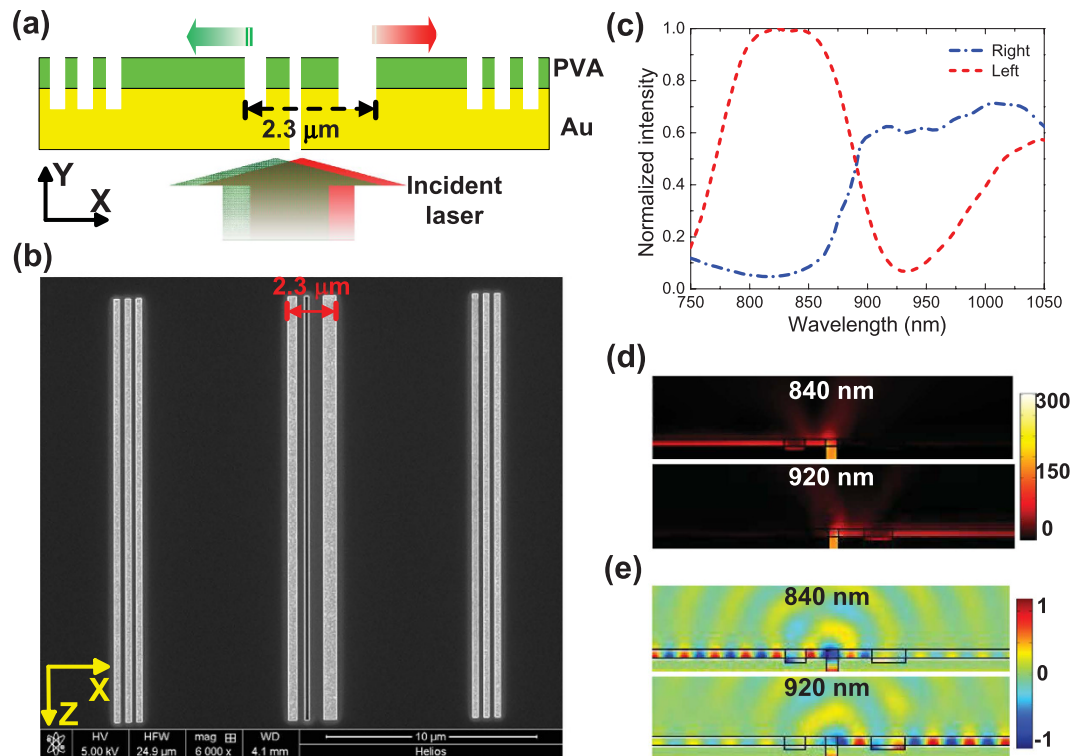 (a)
PVA
2.3 μm
Au
Y
X
Incident
laser
(b)
2.3 μm
X
Z
HV
HFW
mag
WD
10 μm
5.00 kV
24.9 μm
6 000 x
4.1 mm
Helios
(c)
Normalized intensity
1.0
0.8
0.6
0.4
0.2
0.0
Right
Left
750
800
850
900
950
1000
1050
Wavelength (nm)
(d)
840 nm
920 nm
300
150
0
(e)
840 nm
920 nm
1
0
-1